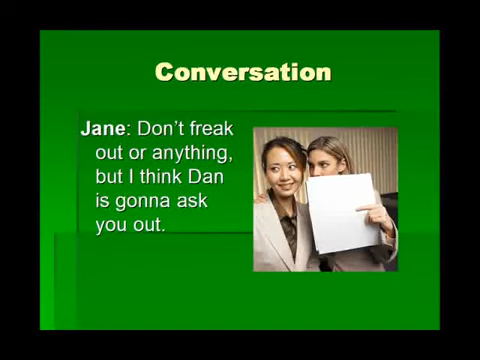 Conversation
Jane: Don't freak
out or anything,
but I think Dan
is gonna ask
you out.